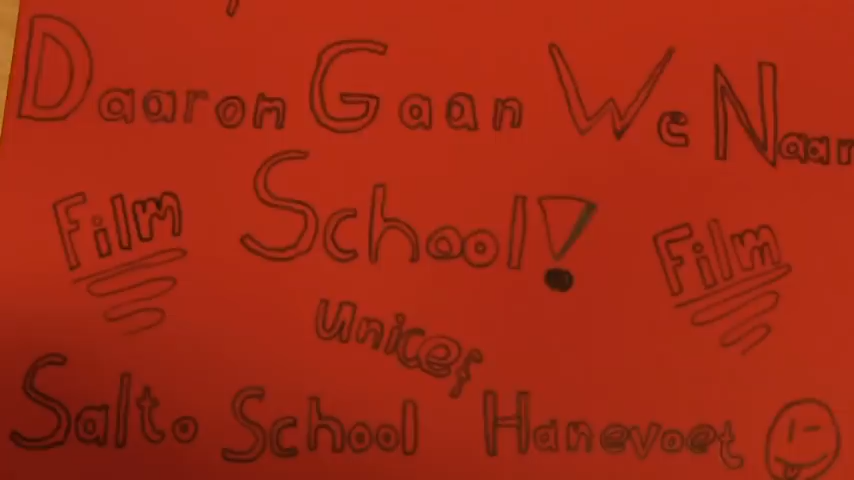 Daaron Gaan We Naar
Film School! Film
Unicef
Salto School Hanevoet